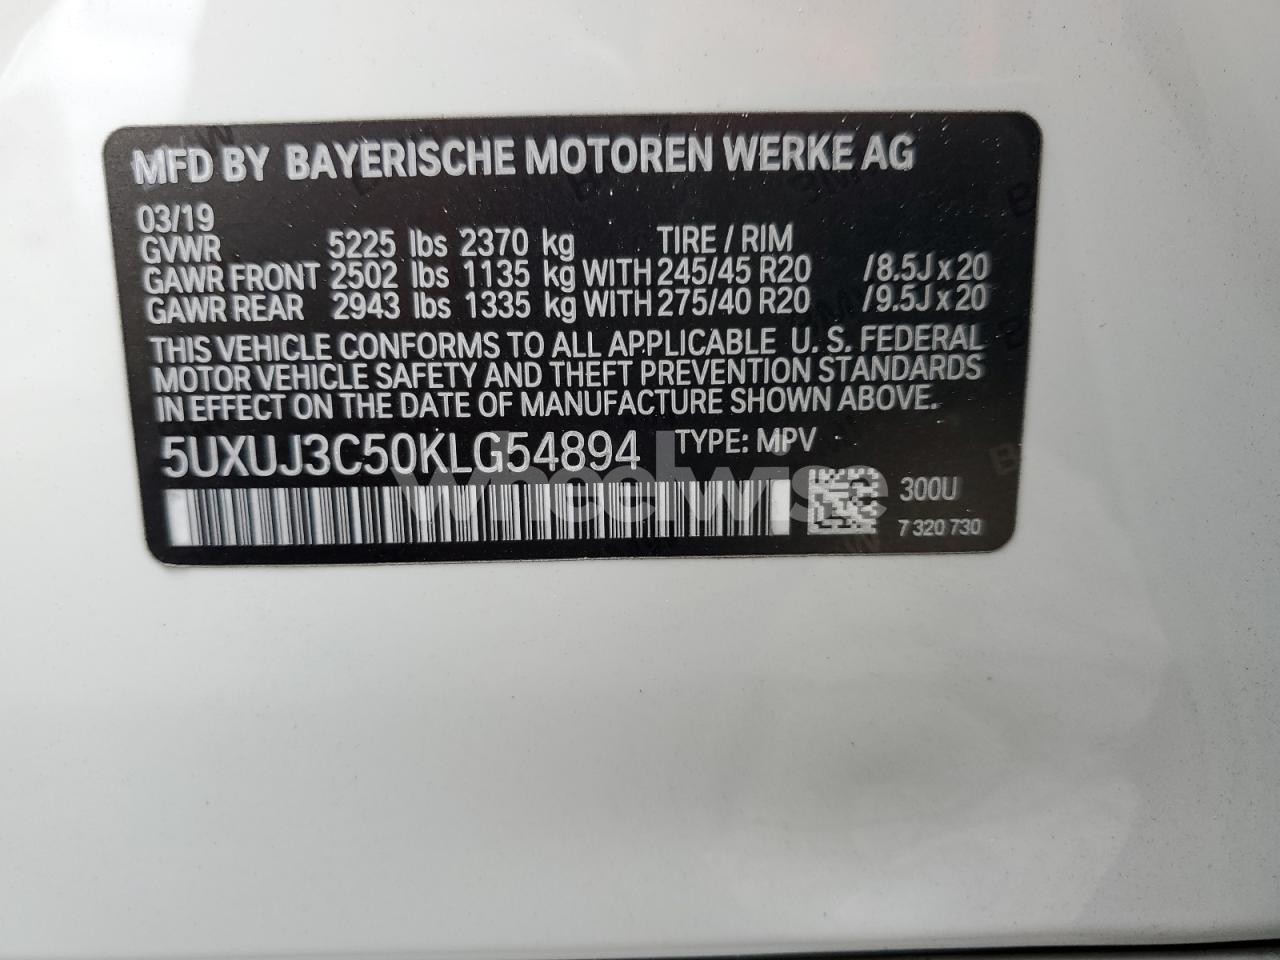 MFD BY BAYERISCHE MOTOREN WERKE AG
03/19
GVWR 5225 lbs 2370 kg TIRE / RIM
GAWR FRONT 2502 lbs 1135 kg WITH 245/45 R20 /8.5J x 20
GAWR REAR 2943 lbs 1335 kg WITH 275/40 R20 /9.5J x 20
THIS VEHICLE CONFORMS TO ALL APPLICABLE U. S. FEDERAL
MOTOR VEHICLE SAFETY AND THEFT PREVENTION STANDARDS
IN EFFECT ON THE DATE OF MANUFACTURE SHOWN ABOVE.
5UXUJ3C50KLG54894 TYPE: MPV
wheelwise
300U
7 320 730